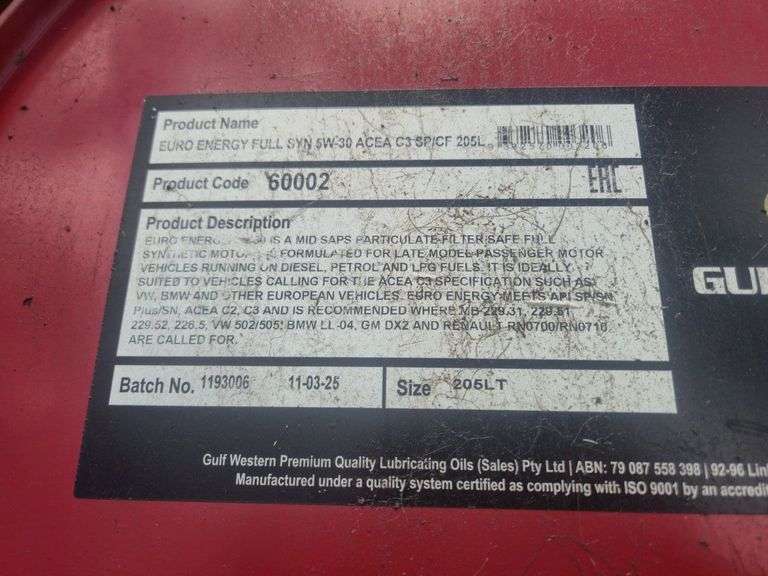 Product Name
EURO ENERGY FULL SYN 5W-30 ACEA C3 SP/CF 205L
Product Code 60002
EAC
Product Description
EURO 5W-30 IS A MID SAPS PARTICULATE FILTER SAFE FULL
SYNTHETIC FORMULATED FOR LATE MODEL PASSENGER MOTOR
VEHICLES RUNNING ON DIESEL, PETROL AND LPG FUELS. IT IS IDEALLY
SUITED TO VEHICLES CALLING FOR THE ACEA C3 SPECIFICATION SUCH AS
VW, BMW AND OTHER EUROPEAN VEHICLES. EURO ENERGY MEETS API SP/SN
Plus/SN, ACEA C2, C3 AND IS RECOMMENDED WHERE MB 229.31, 229.51
229.52, 226.5, VW 502/505; BMW LL-04, GM DX2 AND RENAULT RN0700/RN0710
ARE CALLED FOR.
Batch No. 1193006 11-03-25
Size 205LT
GU
Gulf Western Premium Quality Lubricating Oils (Sales) Pty Ltd | ABN: 79 087 558 398 | 92-96 Lin
Manufactured under a quality system certified as complying with ISO 9001 by an accredit